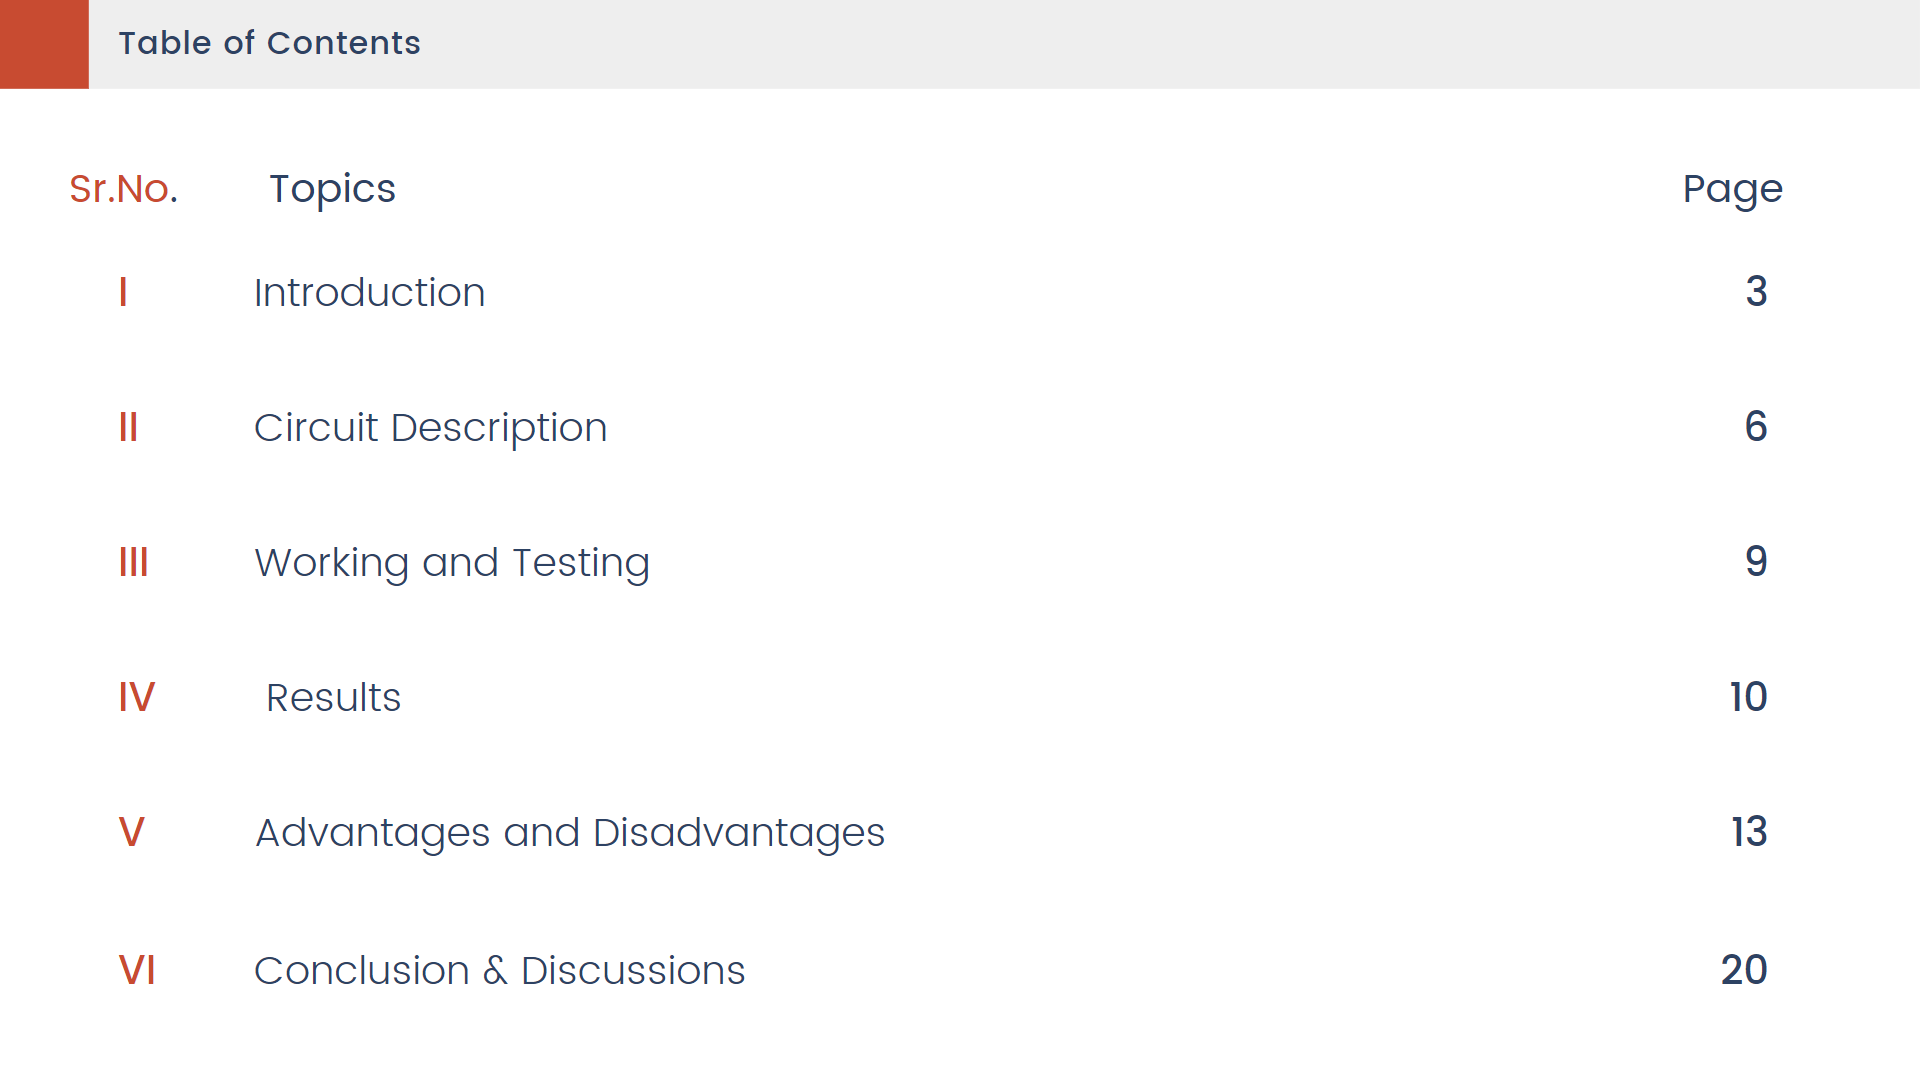 Table of Contents
Sr.No. Topics Page
I Introduction 3
II Circuit Description 6
III Working and Testing 9
IV Results 10
V Advantages and Disadvantages 13
VI Conclusion & Discussions 20